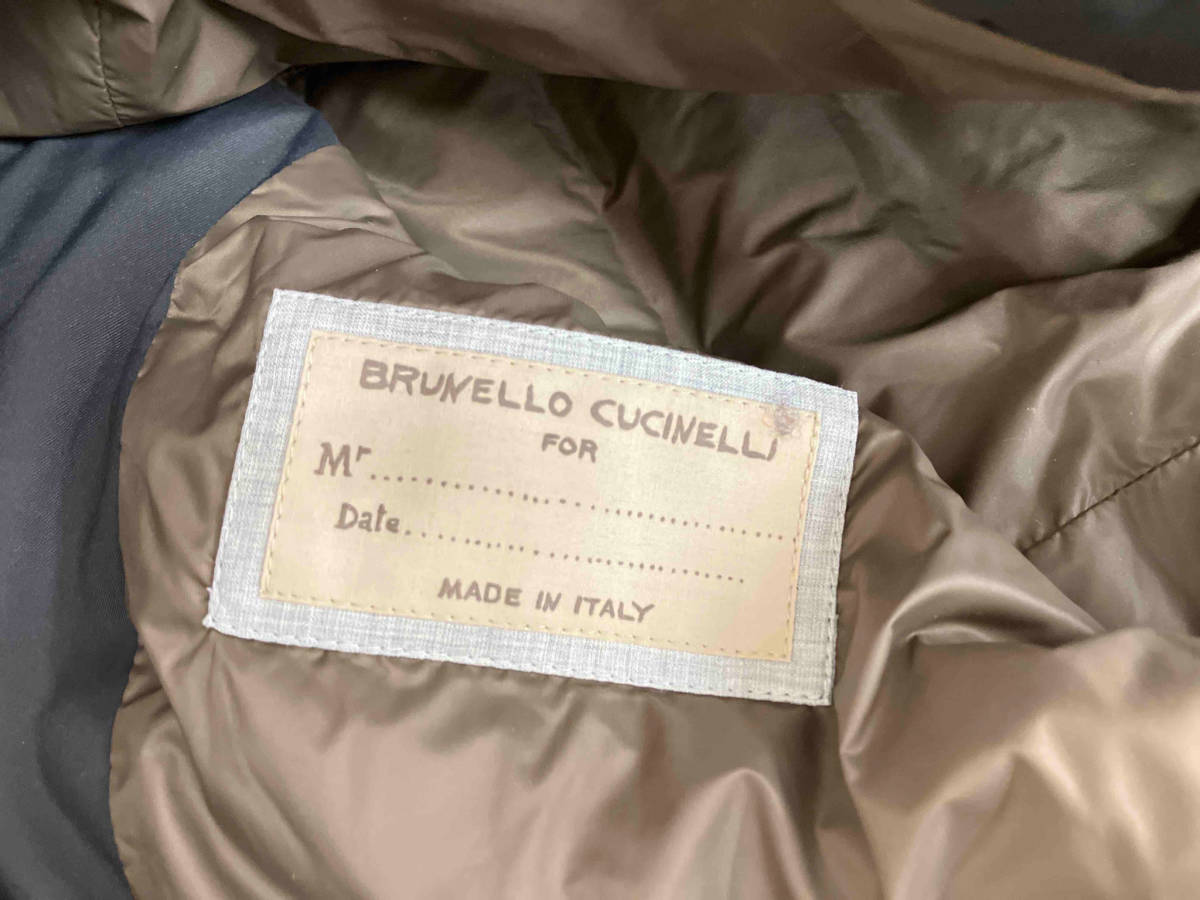 BRUNELLO CUCINELLI
FOR
Mr..............................
Date..............................
MADE IN ITALY